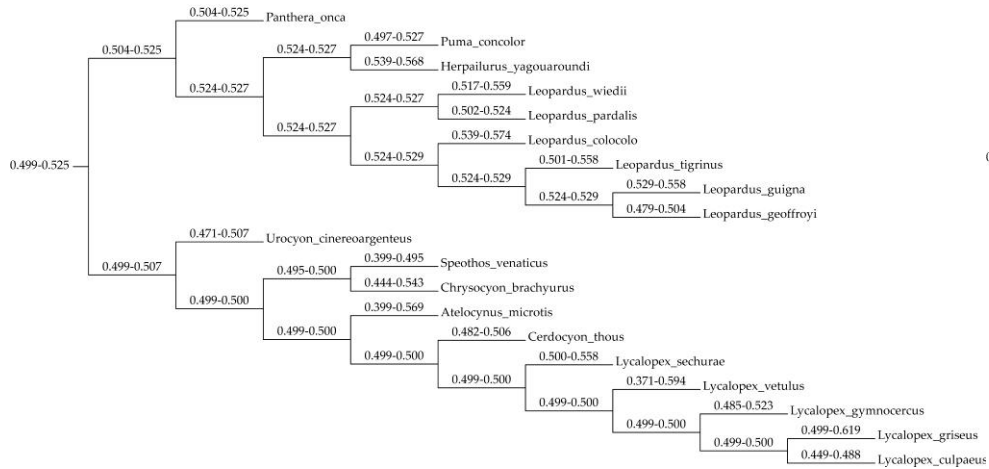 0.504-0.525
Panthera_onca
0.497-0.527
Puma_concolor
0.504-0.525
0.524-0.527
0.539-0.568
Herpailurus_yagouaroundi
0.517-0.559
Leopardus_wiedii
0.524-0.527
0.524-0.527
0.502-0.524
Leopardus_pardalis
0.524-0.527
0.539-0.574
Leopardus_colocolo
0.524-0.529
0.501-0.558
Leopardus_tigrinus
0.499-0.525
0.524-0.529
0.529-0.558
Leopardus_guigna
0.524-0.529
0.479-0.504
Leopardus_geoffroyi
0.471-0.507
Urocyon_cinereoargenteus
0.399-0.495
Speothos_venaticus
0.499-0.507
0.495-0.500
0.444-0.543
Chrysocyon_brachyurus
0.499-0.500
0.399-0.569
Atelocynus_microtis
0.499-0.500
0.482-0.506
Cerdocyon_thous
0.499-0.500
0.500-0.558
Lycalopex_sechurae
0.499-0.500
0.371-0.594
Lycalopex_vetulus
0.499-0.500
0.485-0.523
Lycalopex_gymnocercus
0.499-0.500
0.499-0.619
Lycalopex_griseus
0.499-0.500
0.449-0.488
Lycalopex_culpaeus